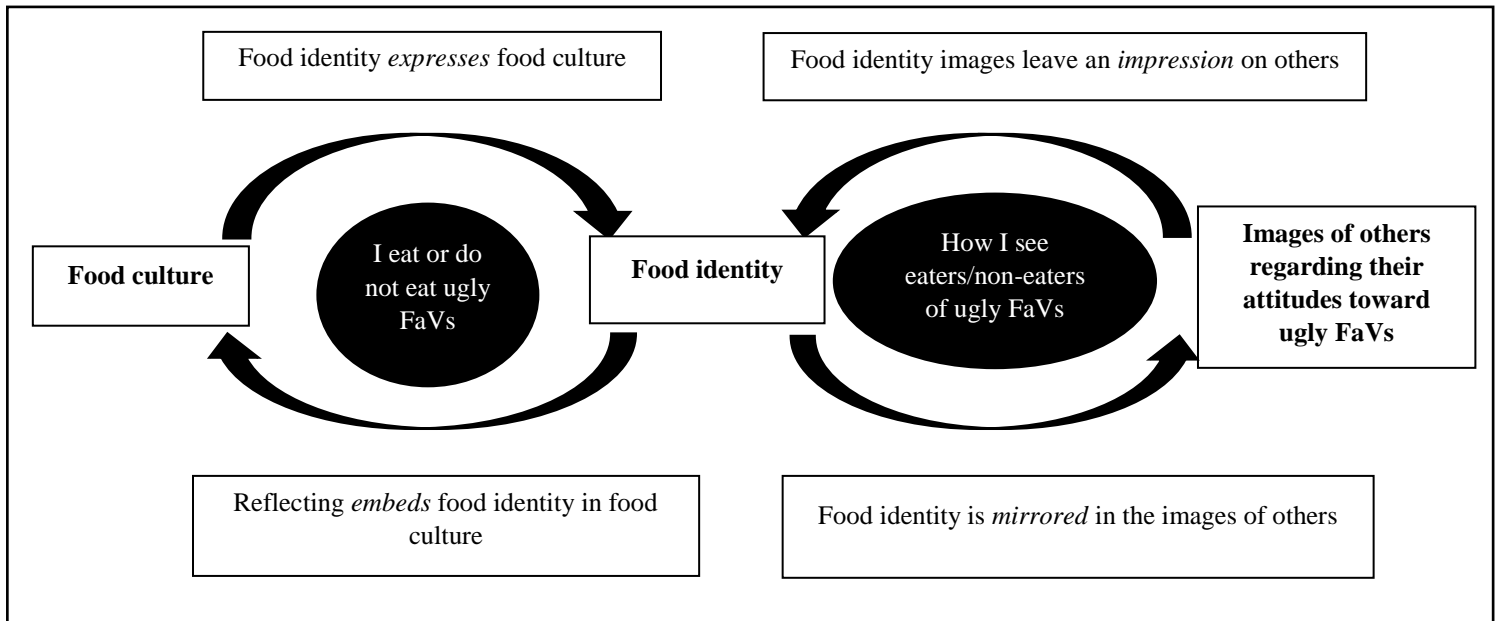 Food identity expresses food culture
Food identity images leave an impression on others
Food culture
I eat or do
not eat ugly
FaVs
Food identity
How I see
eaters/non-eaters
of ugly FaVs
Images of others
regarding their
attitudes toward
ugly FaVs
Reflecting embeds food identity in food
culture
Food identity is mirrored in the images of others